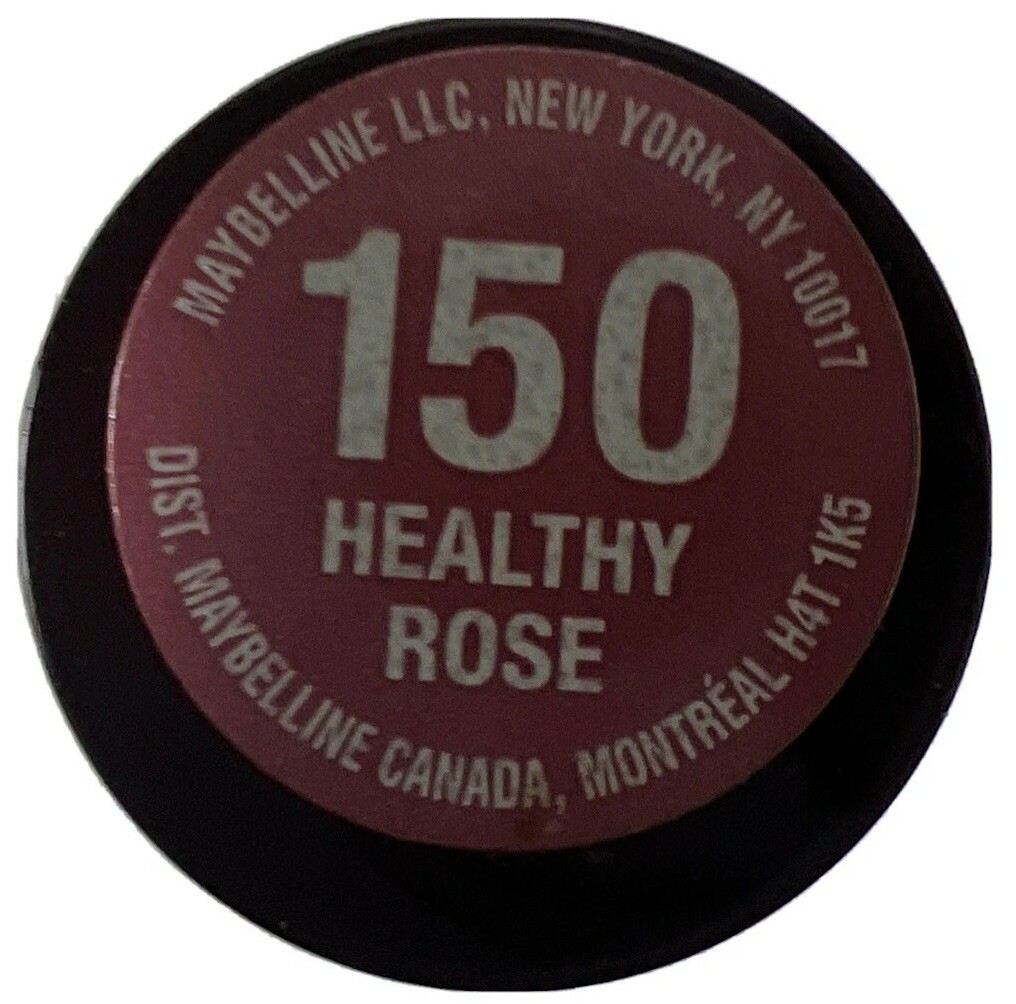 MAYBELLINE LLC, NEW YORK, NY 10017
150
HEALTHY
ROSE
DIST. MAYBELLINE CANADA, MONTRÉAL H4T 1K5